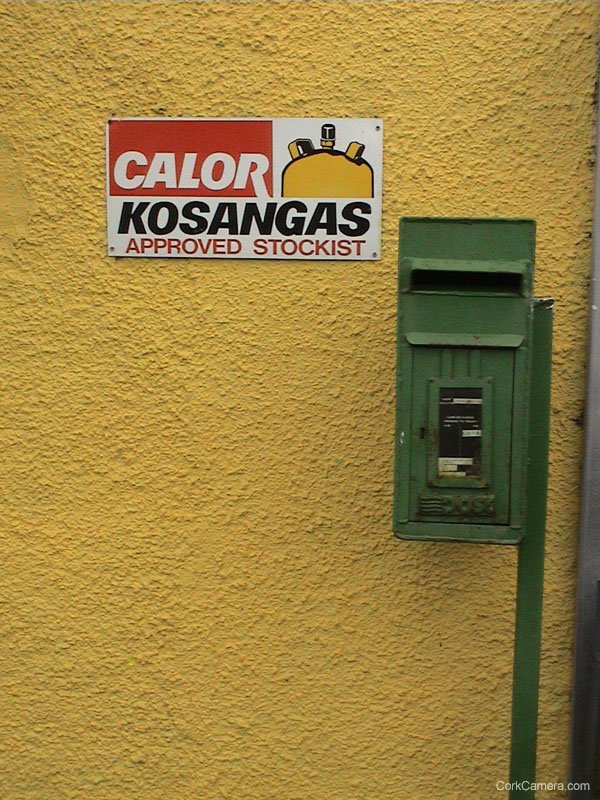 CALOR
KOSANGAS
APPROVED STOCKIST
post
CorkCamera.com